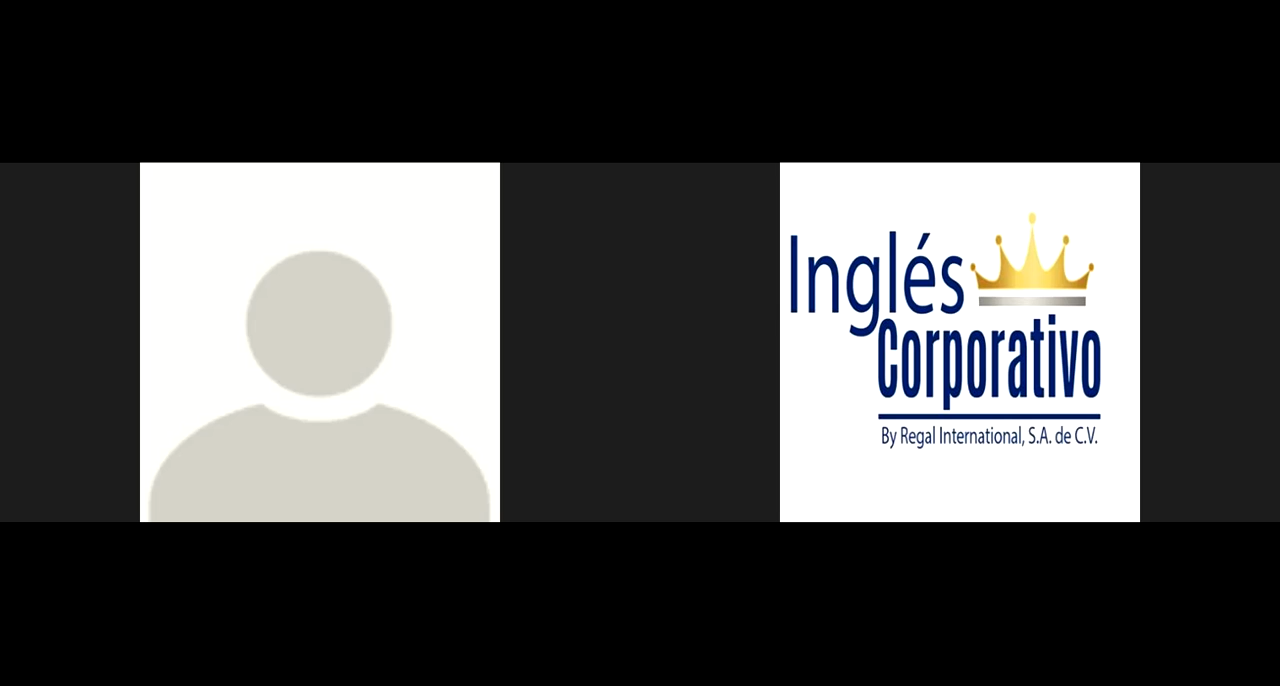 Inglés
Corporativo
By Regal International, S.A. de C.V.